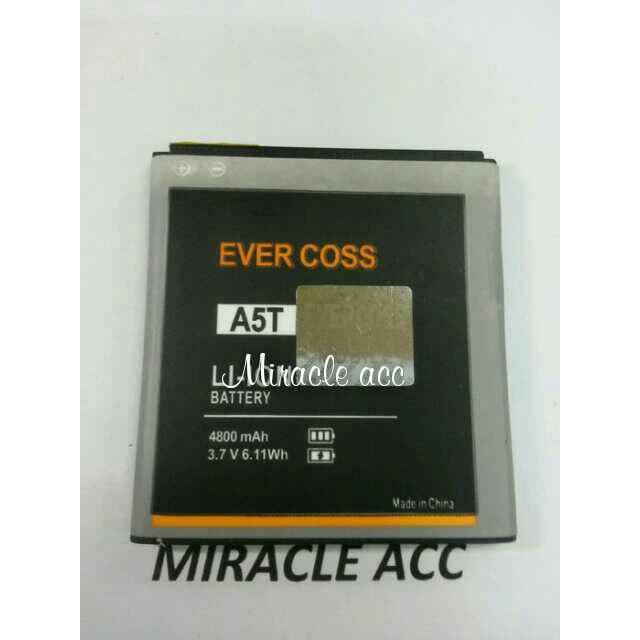 EVER COSS
A5T
Miracle acc
BATTERY
4800 mAh
3.7 V 6.11Wh
Made in China
MIRACLE ACC